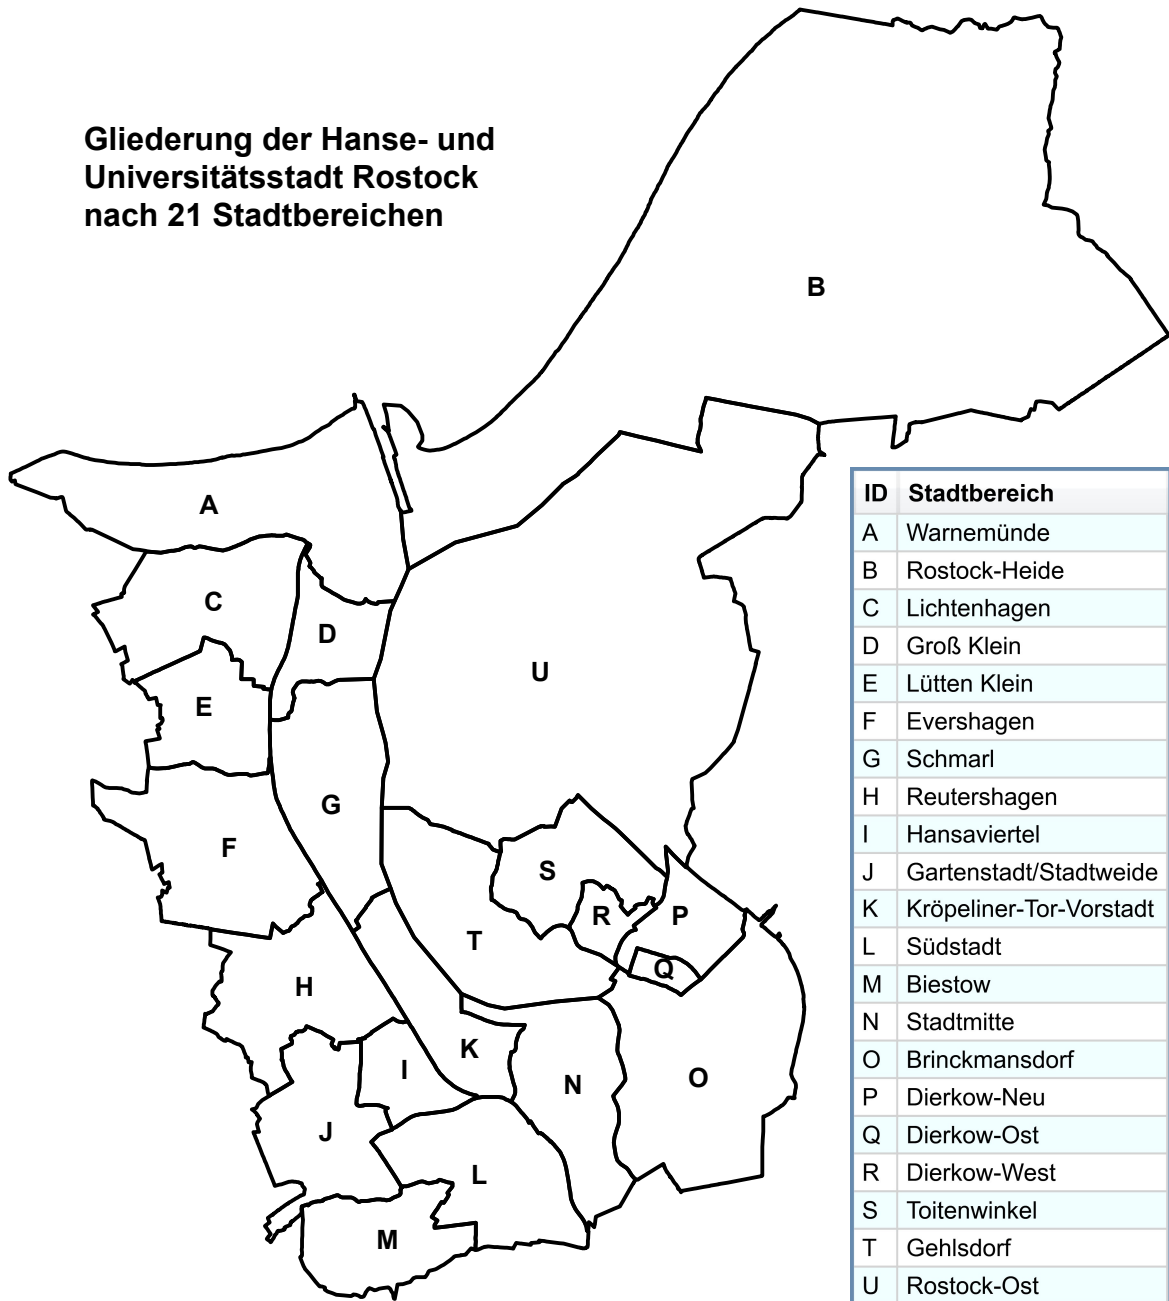 Gliederung der Hanse- und
Universitätsstadt Rostock
nach 21 Stadtbereichen
B
A
C
D
U
E
G
F
S
R
P
T
Q
H
K
I
N
O
J
L
M
ID Stadtbereich
A Warnemünde
B Rostock-Heide
C Lichtenhagen
D Groß Klein
E Lütten Klein
F Evershagen
G Schmarl
H Reutershagen
I Hansaviertel
J Gartenstadt/Stadtweide
K Kröpeliner-Tor-Vorstadt
L Südstadt
M Biestow
N Stadtmitte
O Brinckmansdorf
P Dierkow-Neu
Q Dierkow-Ost
R Dierkow-West
S Toitenwinkel
T Gehlsdorf
U Rostock-Ost